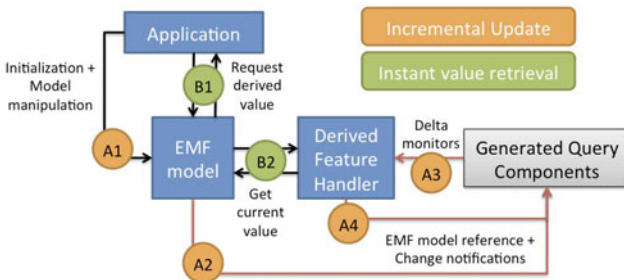 Application
Incremental Update
Instant value retrieval
Initialization +
Model
manipulation
B1
Request
derived
value
A1
EMF
model
B2
Get
current
value
Derived
Feature
Handler
Delta
monitors
A3
Generated Query
Components
A4
A2
EMF model reference +
Change notifications